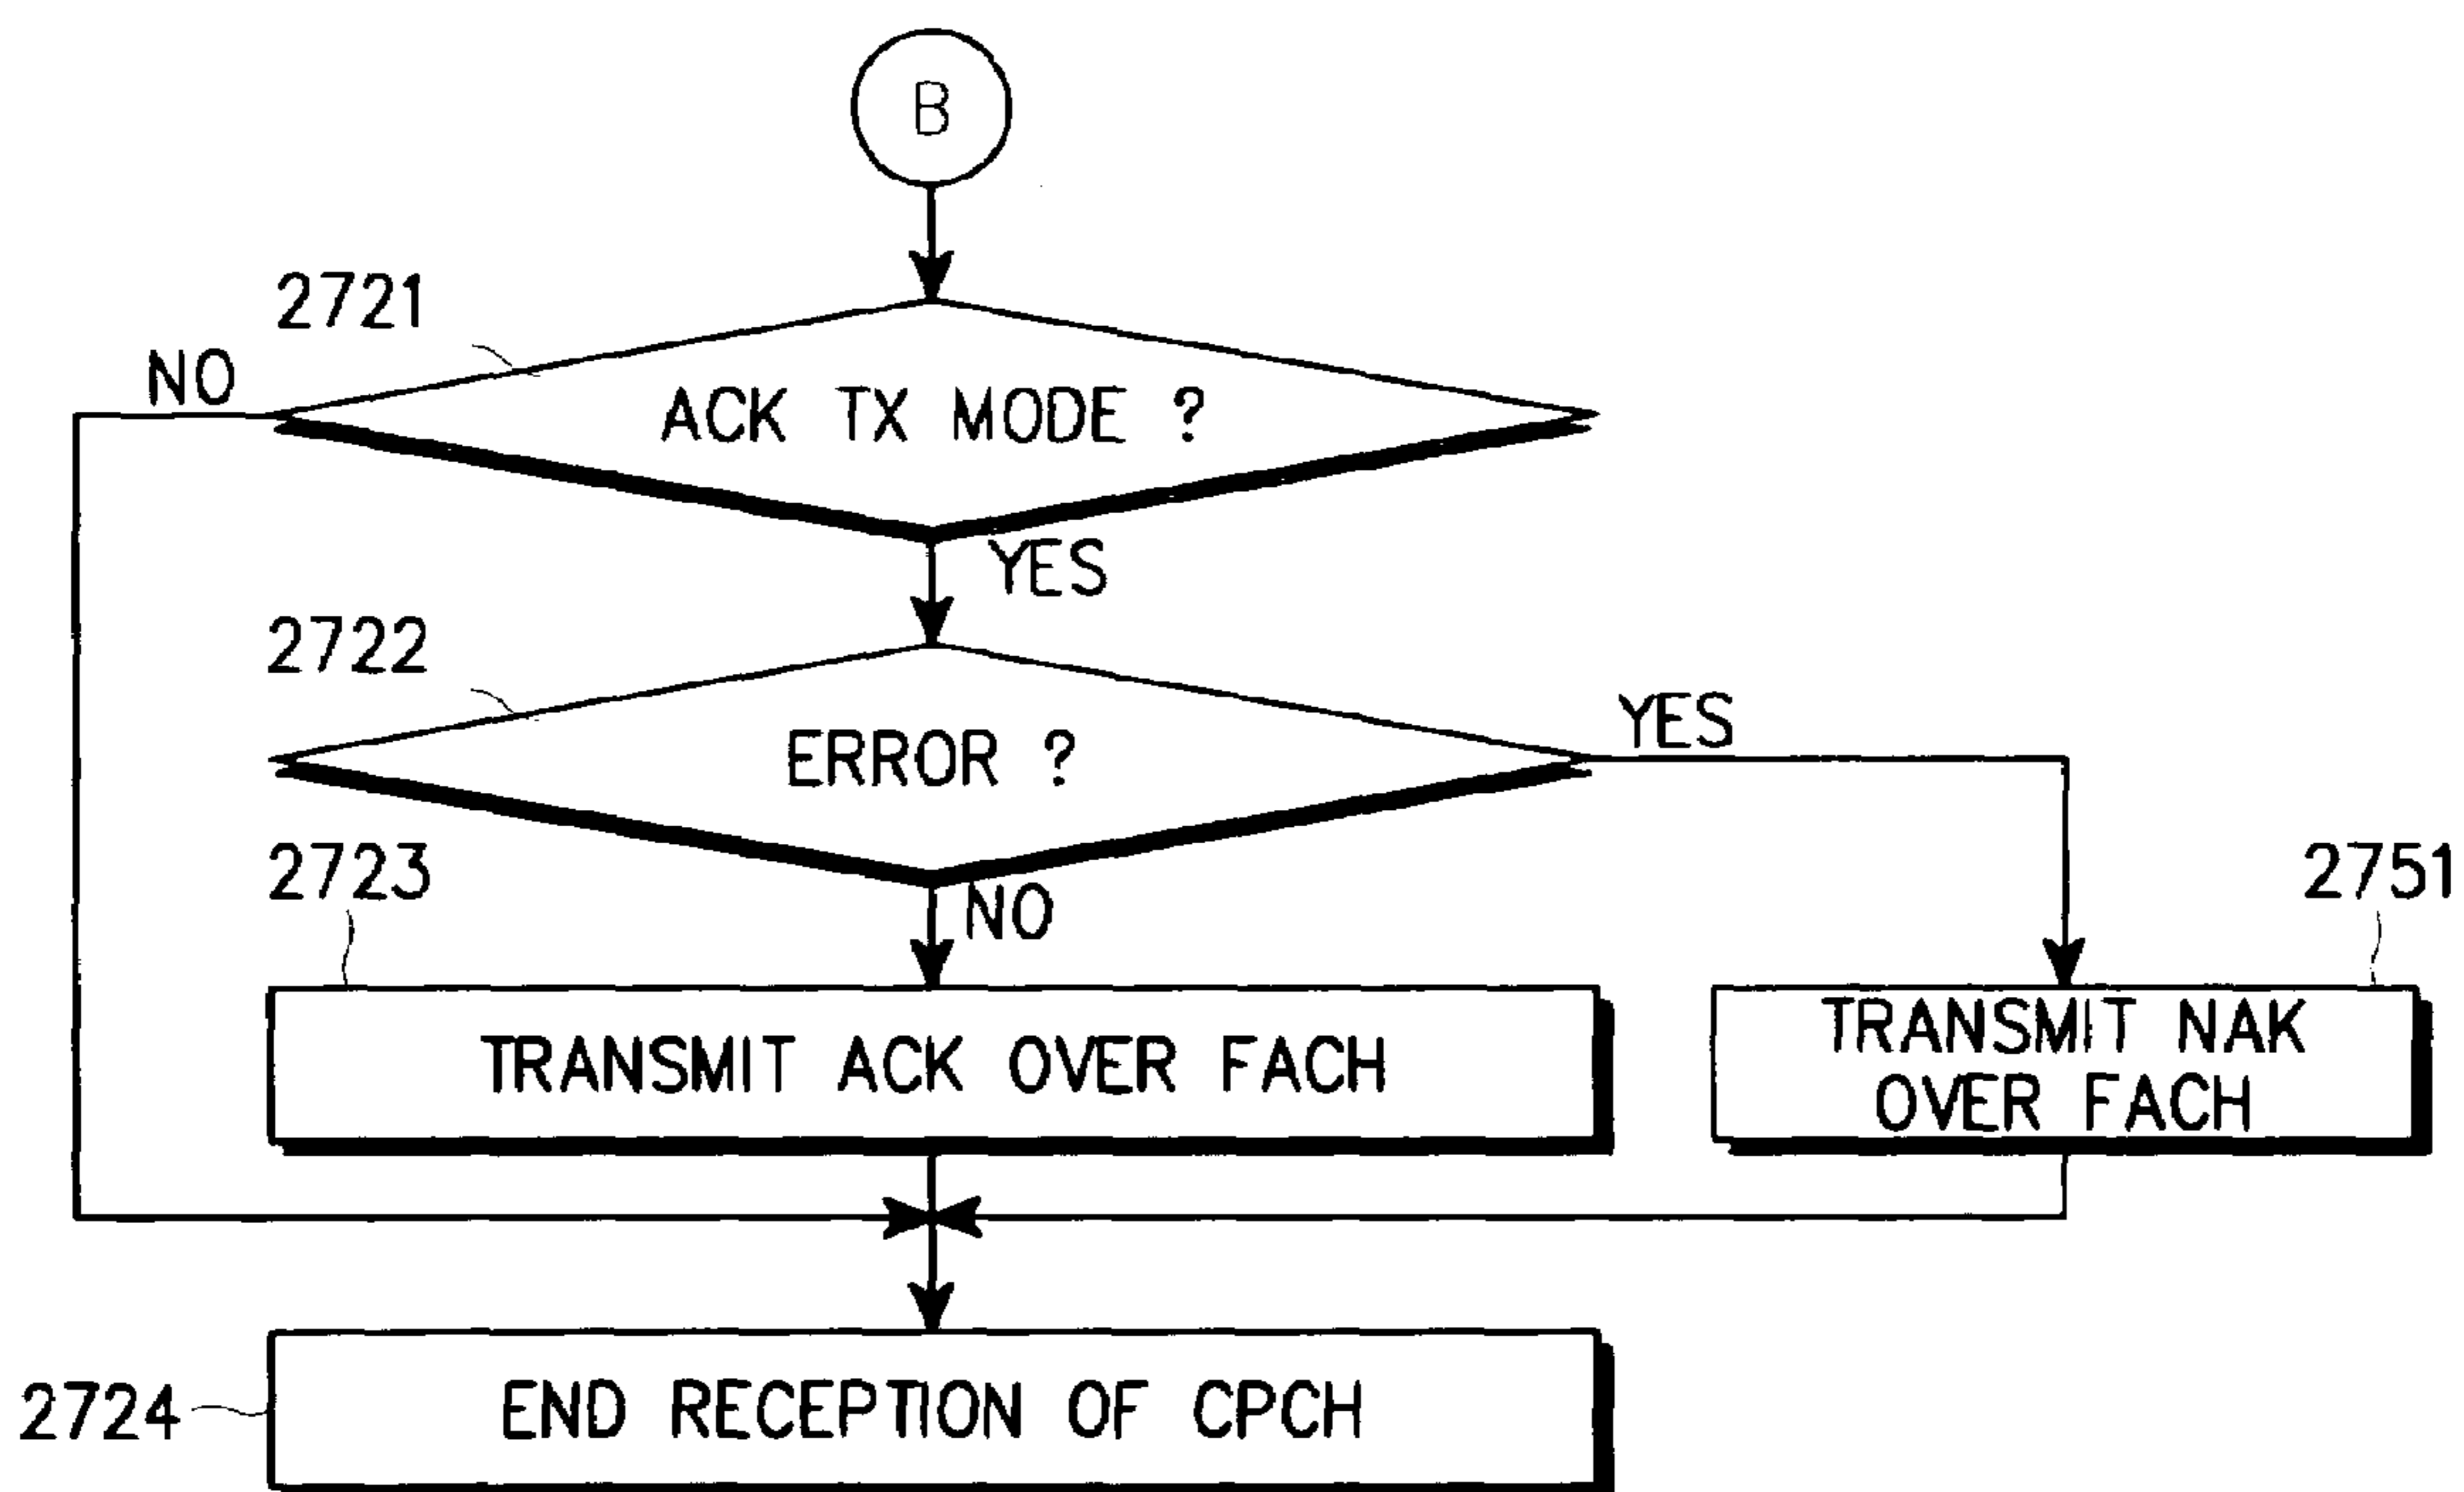 B
2721
NO
ACK TX MODE ?
YES
2722
YES
ERROR ?
2723
NO
2751
TRANSMIT ACK OVER FACH
TRANSMIT NAK
OVER FACH
2724
END RECEPTION OF CPCH